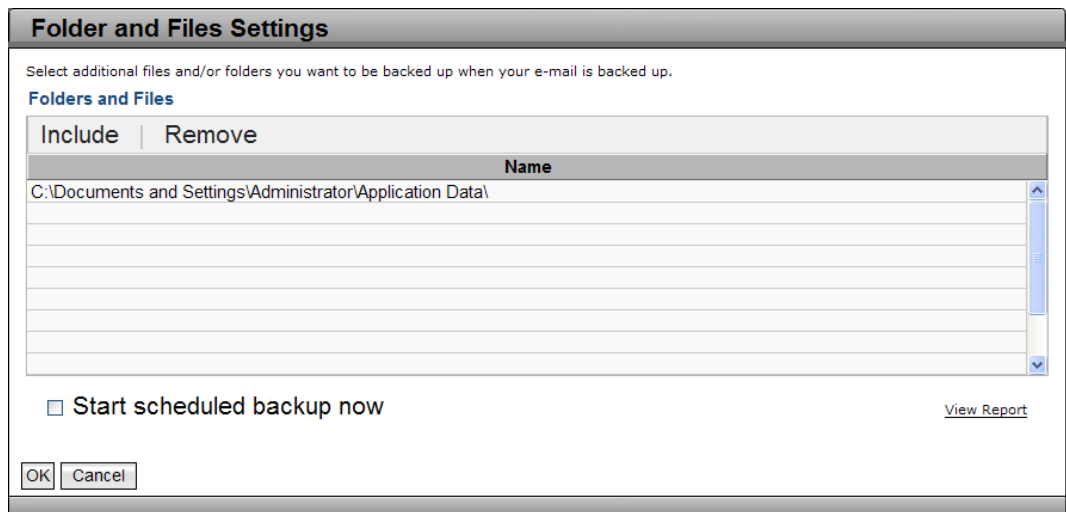 Folder and Files Settings
Select additional files and/or folders you want to be backed up when your e-mail is backed up.
Folders and Files
Include | Remove
Name
C:\Documents and Settings\Administrator\Application Data\
Start scheduled backup now
View Report
OK Cancel